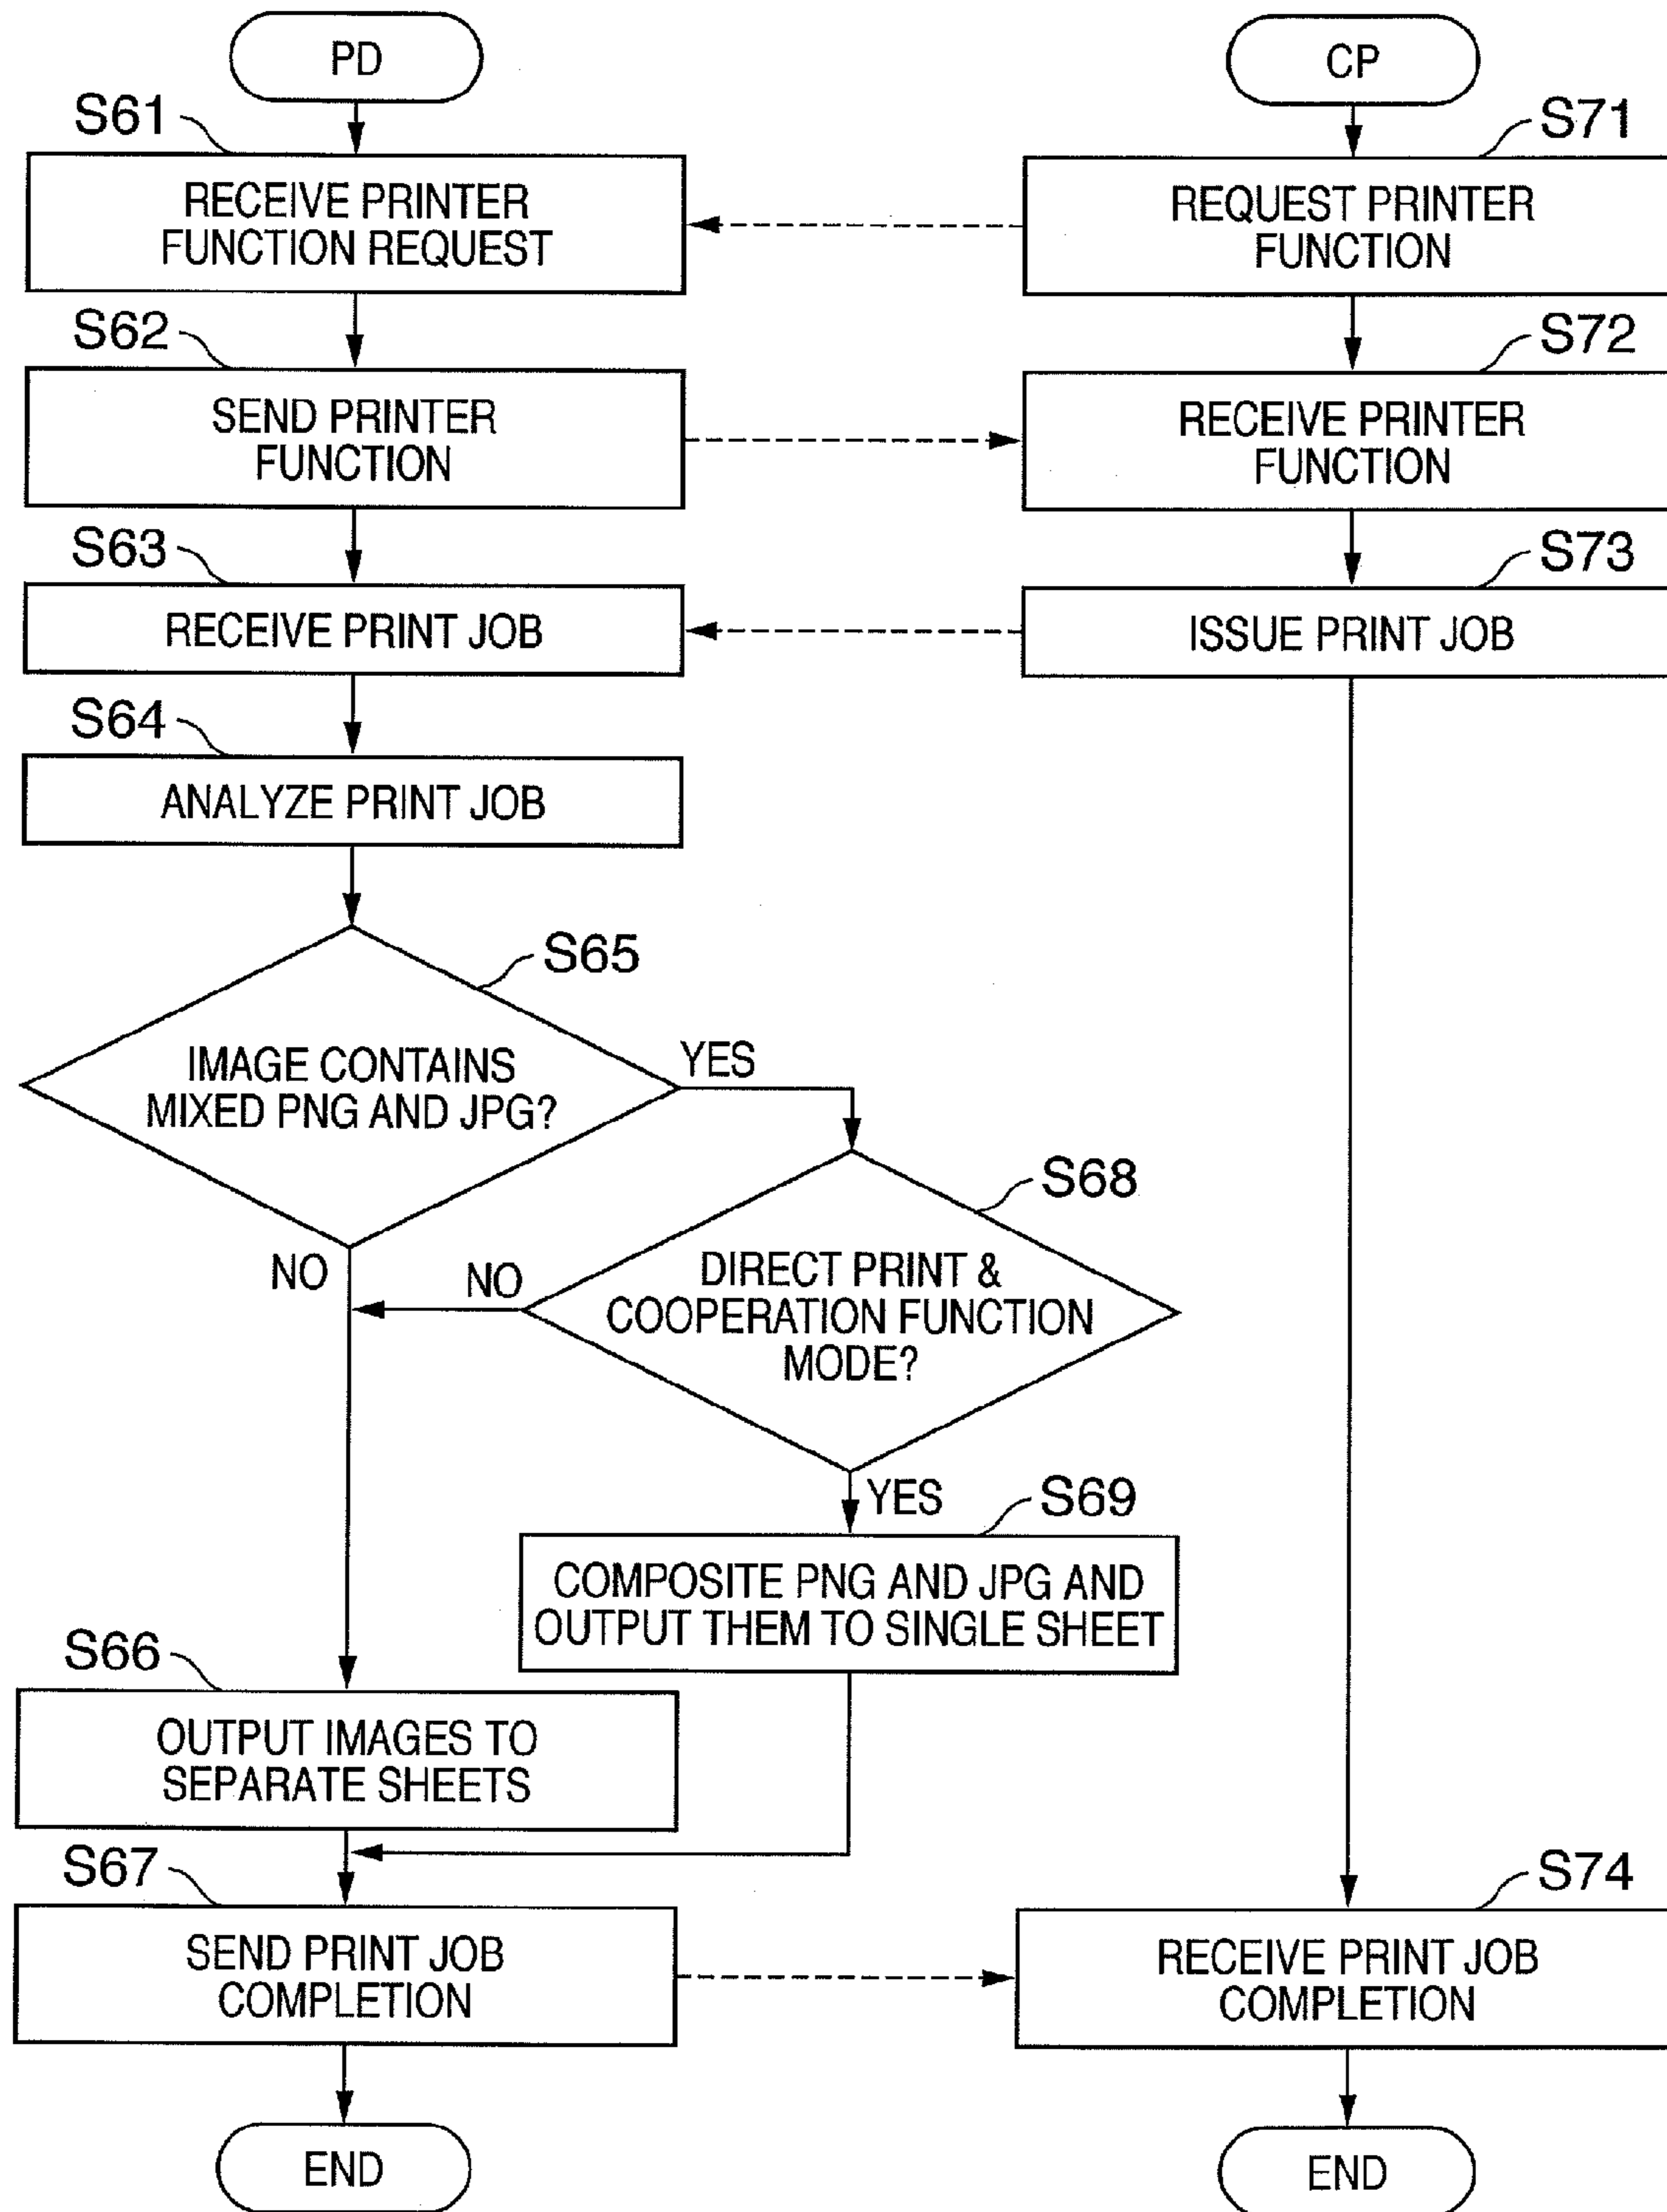 PD
CP
S61
S71
RECEIVE PRINTER
FUNCTION REQUEST
REQUEST PRINTER
FUNCTION
S62
S72
SEND PRINTER
FUNCTION
RECEIVE PRINTER
FUNCTION
S63
S73
RECEIVE PRINT JOB
ISSUE PRINT JOB
S64
ANALYZE PRINT JOB
S65
IMAGE CONTAINS
MIXED PNG AND JPG?
YES
S68
NO
NO
DIRECT PRINT &
COOPERATION FUNCTION
MODE?
YES
S69
COMPOSITE PNG AND JPG AND
OUTPUT THEM TO SINGLE SHEET
S66
OUTPUT IMAGES TO
SEPARATE SHEETS
S67
S74
SEND PRINT JOB
COMPLETION
RECEIVE PRINT JOB
COMPLETION
END
END